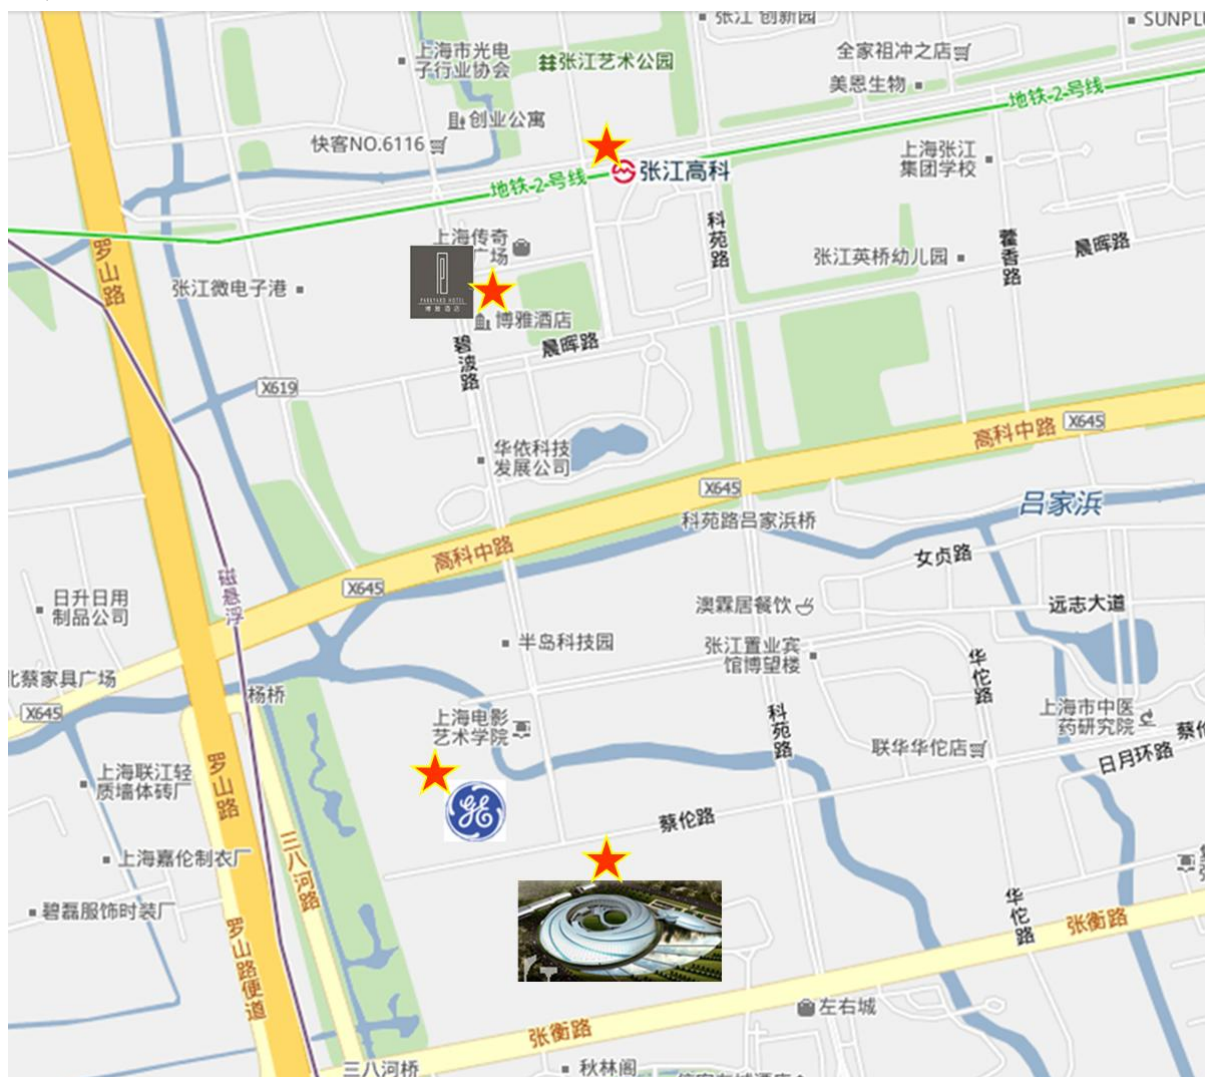 张江 创新园
SUNPLU
上海市光电
子行业协会
张江艺术公园
全家祖冲之店
美恩生物
地铁-2-号线
创业公寓
快客NO.6116
上海张江
集团学校
张江高科
地铁-2-号线
罗山路
上海传奇
广场
科苑路
藿香路
晨晖路
张江英桥幼儿园
张江微电子港
PARKYARD HOTEL
博雅酒店
博雅酒店
碧波路
晨晖路
X619
华依科技
发展公司
高科中路
X645
X645
吕家浜
科苑路吕家浜桥
高科中路
女贞路
磁悬浮
X645
日升日用
制品公司
澳霖居餐饮
远志大道
半岛科技园
张江置业宾
馆博望楼
华佗路
北蔡家具广场
杨桥
X645
上海电影
艺术学院
科苑路
上海市中医
药研究院
蔡伦
联华华佗店
日月环路
罗山路
上海联江轻
质墙体砖厂
GE
蔡伦路
三八河路
上海嘉伦制衣厂
碧磊服饰时装厂
华佗路
张衡路
罗山路便道
左右城
张衡路
三八河桥
秋林阁